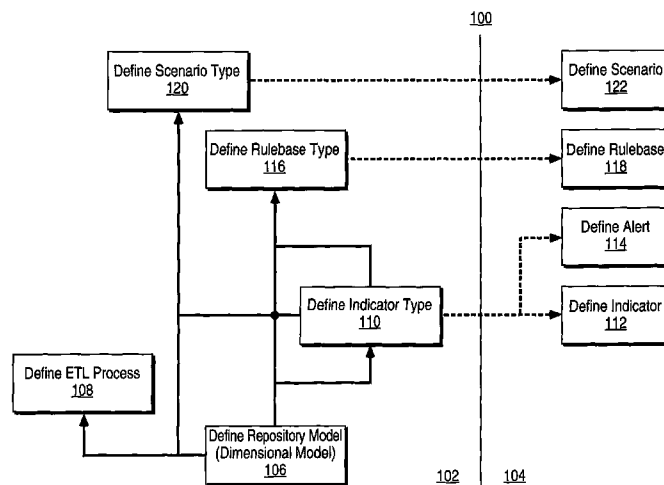 100
Define Scenario Type
120
Define Scenario
122
Define Rulebase Type
116
Define Rulebase
118
Define Alert
114
Define Indicator Type
110
Define Indicator
112
Define ETL Process
108
Define Repository Model
(Dimensional Model)
106
102
104